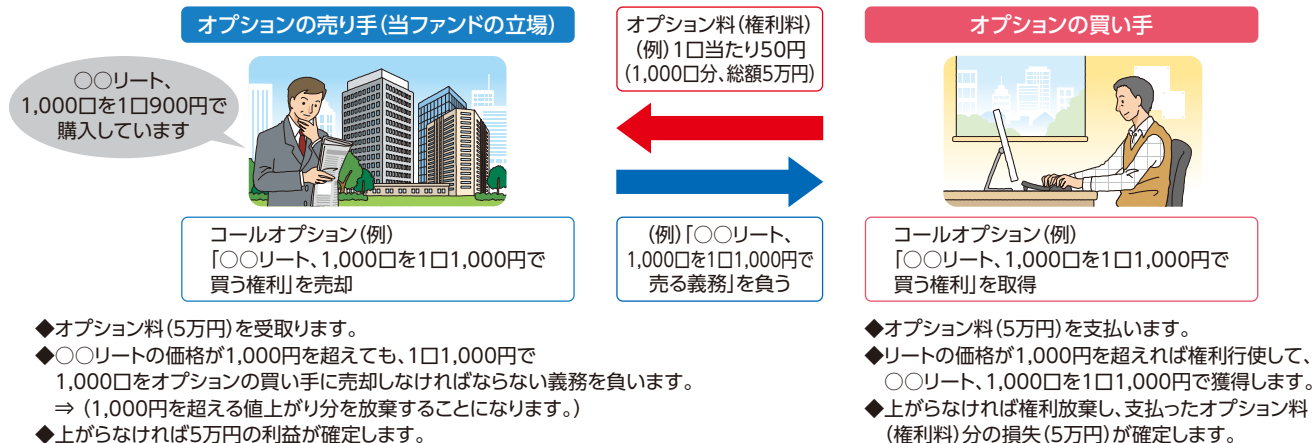 オプションの売り手（当ファンドの立場）
○○リート、
1,000口を1口900円で
購入しています
コールオプション（例）
「○○リート、1,000口を1口1,000円で
買う権利」を売却
◆オプション料（5万円）を受取ります。
◆○○リートの価格が1,000円を超えても、1口1,000円で
1,000口をオプションの買い手に売却しなければならない義務を負います。
⇒（1,000円を超える値上がり分を放棄することになります。）
◆上がらなければ5万円の利益が確定します。
オプション料（権利料）
（例）1口当たり50円
（1,000口分、総額5万円）
（例）「○○リート、
1,000口を1口1,000円で
売る義務」を負う
オプションの買い手
コールオプション（例）
「○○リート、1,000口を1口1,000円で
買う権利」を取得
◆オプション料（5万円）を支払います。
◆リートの価格が1,000円を超えれば権利行使して、
○○リート、1,000口を1口1,000円で獲得します。
◆上がらなければ権利放棄し、支払ったオプション料
（権利料）分の損失（5万円）が確定します。